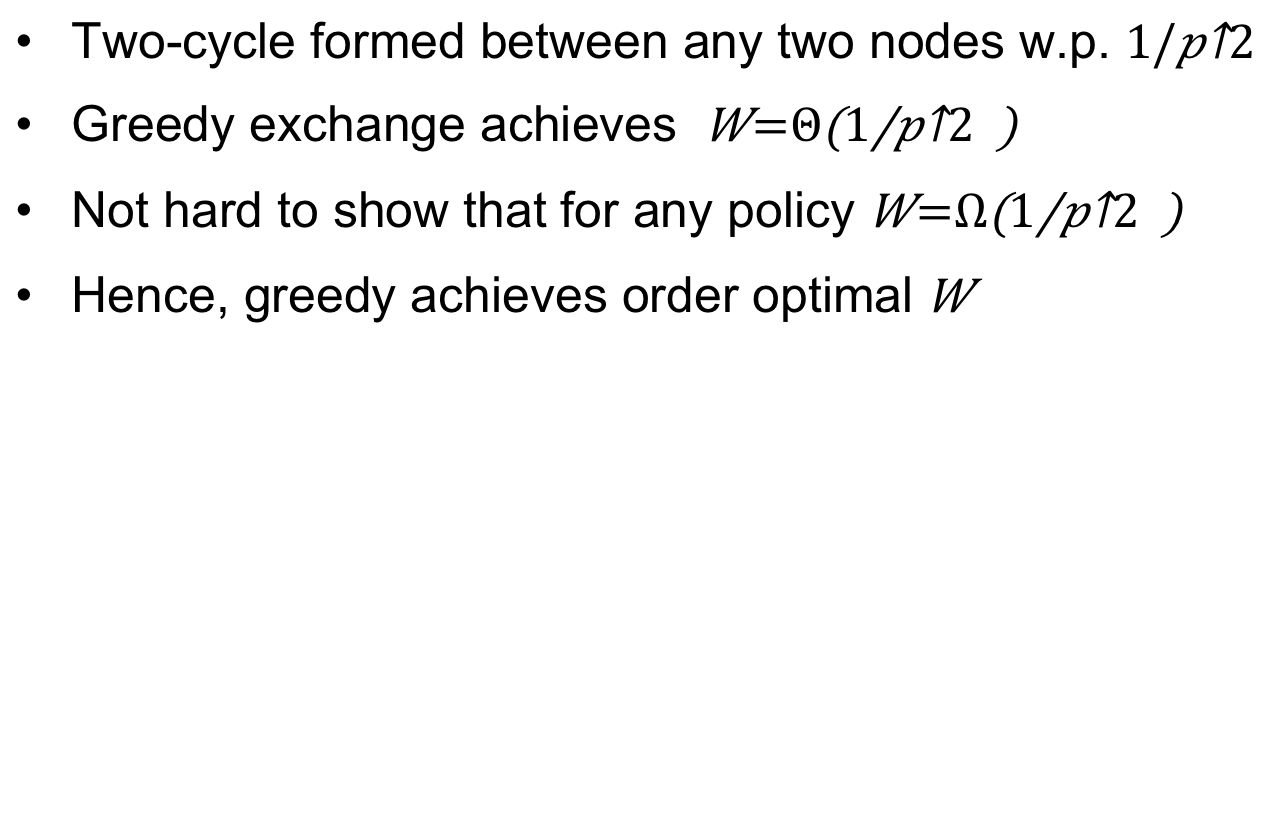 • Two-cycle formed between any two nodes w.p. 1/p↑2
• Greedy exchange achieves W=Θ(1/p↑2 )
• Not hard to show that for any policy W=Ω(1/p↑2 )
• Hence, greedy achieves order optimal W